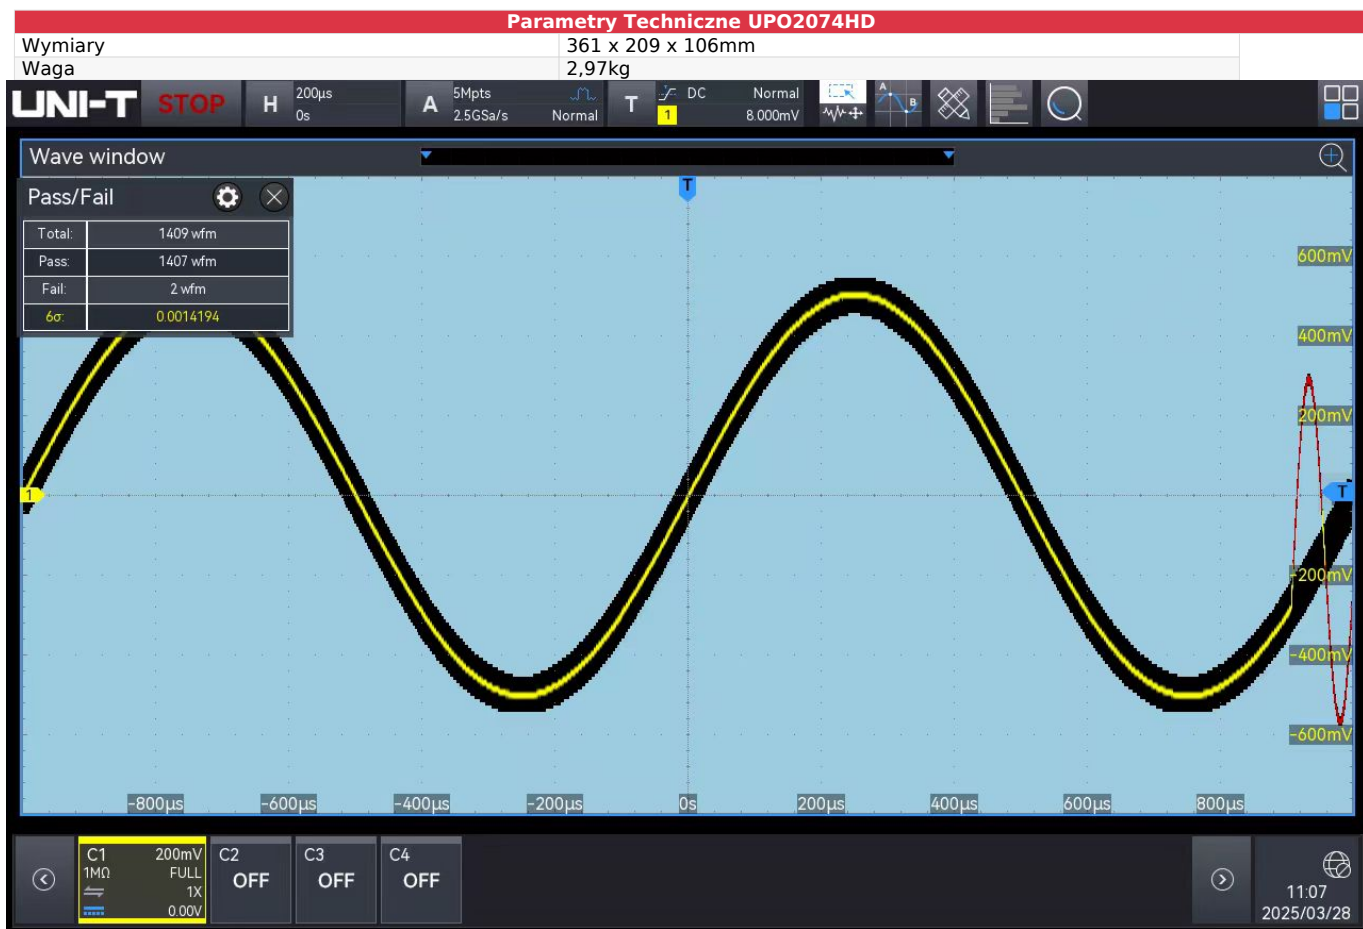 Parametry Techniczne UPO2074HD
Wymiary 361 x 209 x 106mm
Waga 2,97kg
UNI-T STOP H 200µs 0s A 5Mpts 2.5GSa/s Normal T 1 DC Normal 8.000mV A B
Wave window
T
Pass/Fail
Total: 1409 wfm
Pass: 1407 wfm
Fail: 2 wfm
6σ: 0.0014194
600mV
400mV
200mV
1 T
-200mV
-400mV
-600mV
-800µs -600µs -400µs -200µs 0s 200µs 400µs 600µs 800µs
C1 200mV C2 C3 C4
1MΩ FULL OFF OFF OFF
1X
0.00V
11:07
2025/03/28